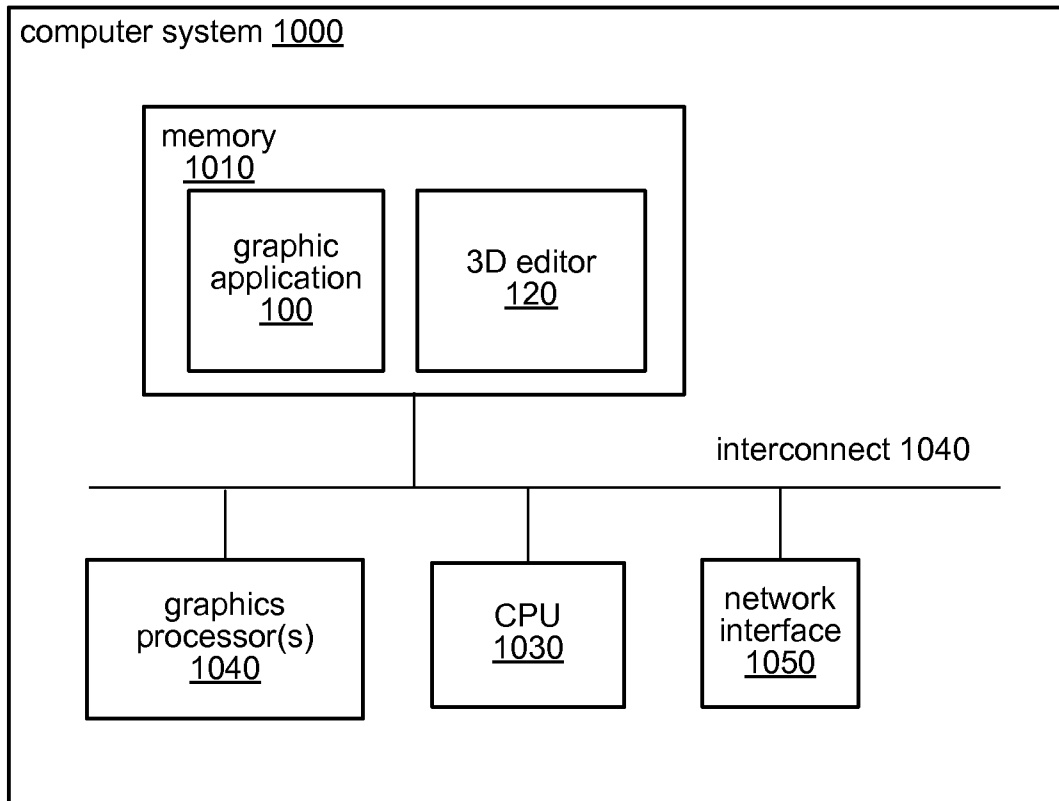 computer system 1000
memory
1010
graphic
application
100
3D editor
120
interconnect 1040
graphics
processor(s)
1040
CPU
1030
network
interface
1050